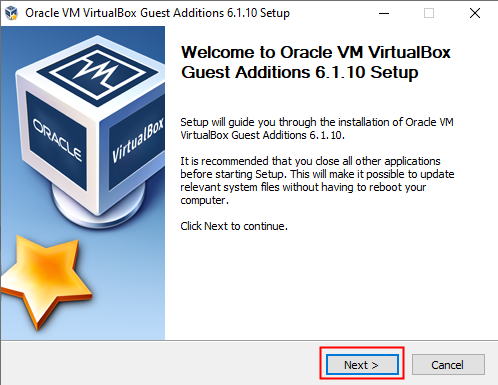 Oracle VM VirtualBox Guest Additions 6.1.10 Setup
Welcome to Oracle VM VirtualBox
Guest Additions 6.1.10 Setup
ORACLE
VirtualBox
Setup will guide you through the installation of Oracle VM
VirtualBox Guest Additions 6.1.10.
It is recommended that you close all other applications
before starting Setup. This will make it possible to update
relevant system files without having to reboot your
computer.
Click Next to continue.
Next >
Cancel